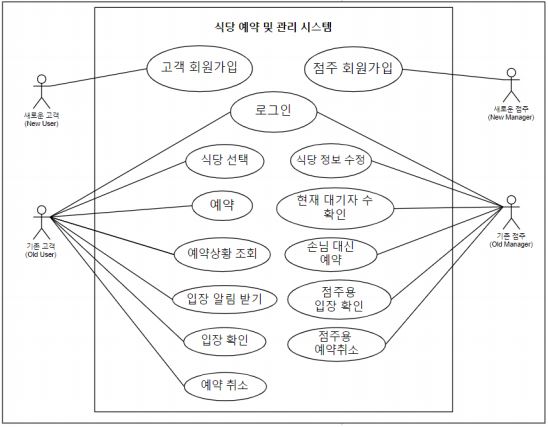 식당 예약 및 관리 시스템
고객 회원가입
점주 회원가입
새로운 고객
(New User)
새로운 점주
(New Manager)
로그인
식당 선택
식당 정보 수정
예약
현재 대기자 수
확인
기존 고객
(Old User)
기존 점주
(Old Manager)
예약상황 조회
손님 대신
예약
입장 알림 받기
점주용
입장 확인
입장 확인
점주용
예약취소
예약 취소